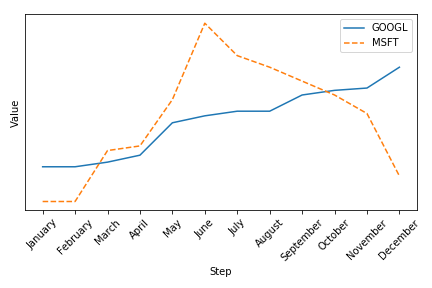 GOOGL
MSFT
Value
January
February
March
April
May
June
July
August
September
October
November
December
Step